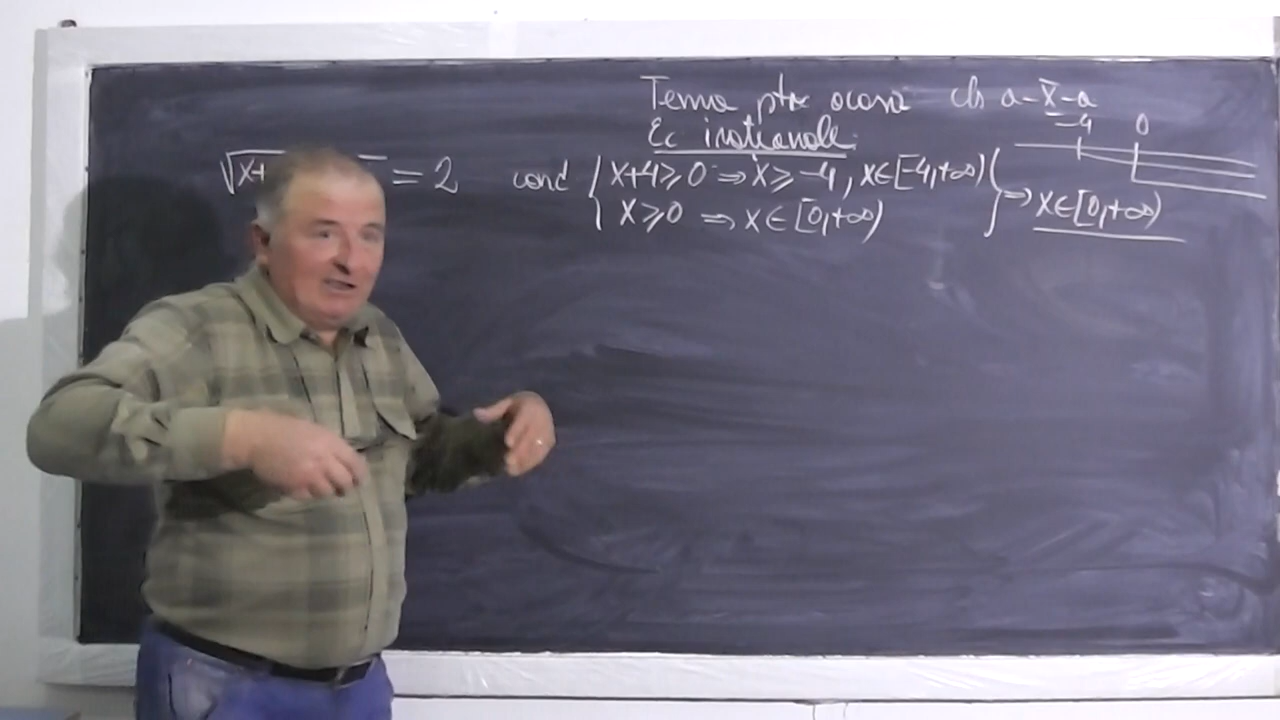 Tema ptr acasă cls a-X-a
Ec iraționale:
-4 0
√x+ = 2 cond { x+4⩾0 ⇒ x⩾-4, x∈[-4,+∞)
x⩾0 ⇒ x∈[0,+∞) } ⇒ x∈[0,+∞)